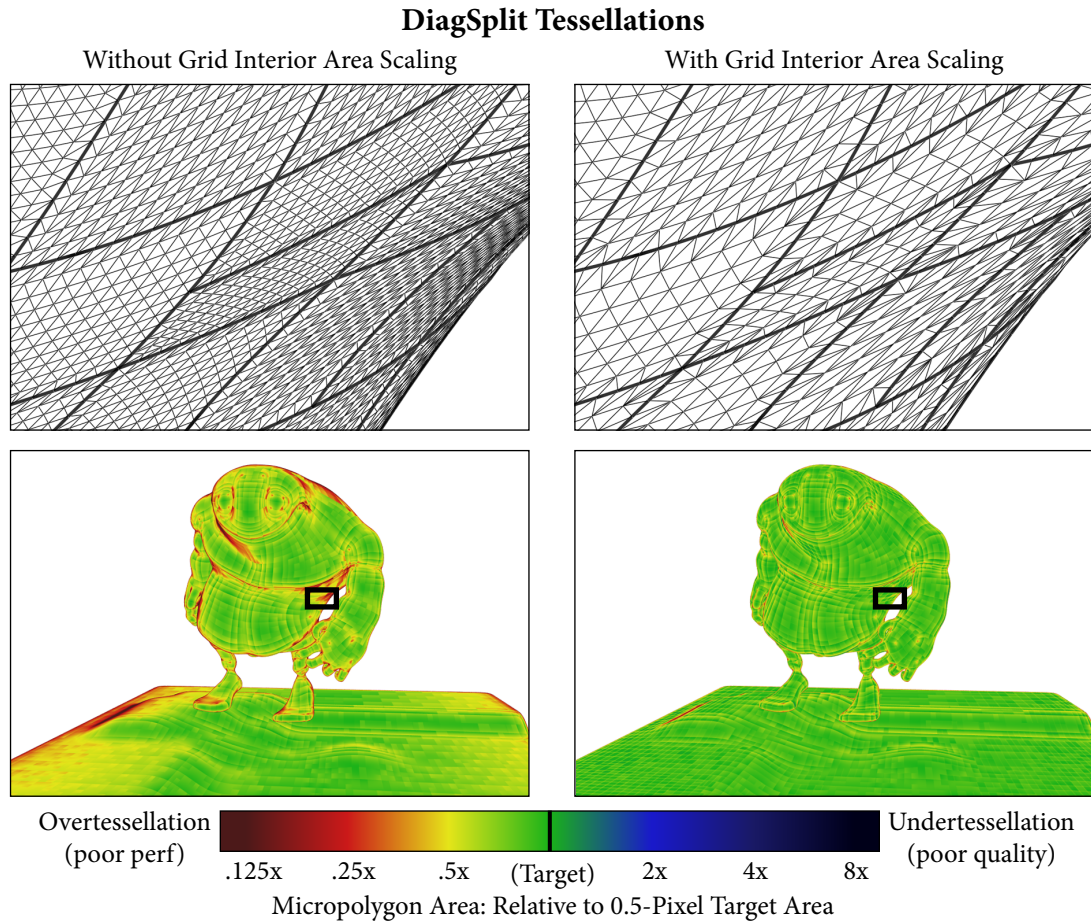 DiagSplit Tessellations
Without Grid Interior Area Scaling
With Grid Interior Area Scaling
Overtessellation
(poor perf)
Undertessellation
(poor quality)
.125x .25x .5x (Target) 2x 4x 8x
Micropolygon Area: Relative to 0.5-Pixel Target Area